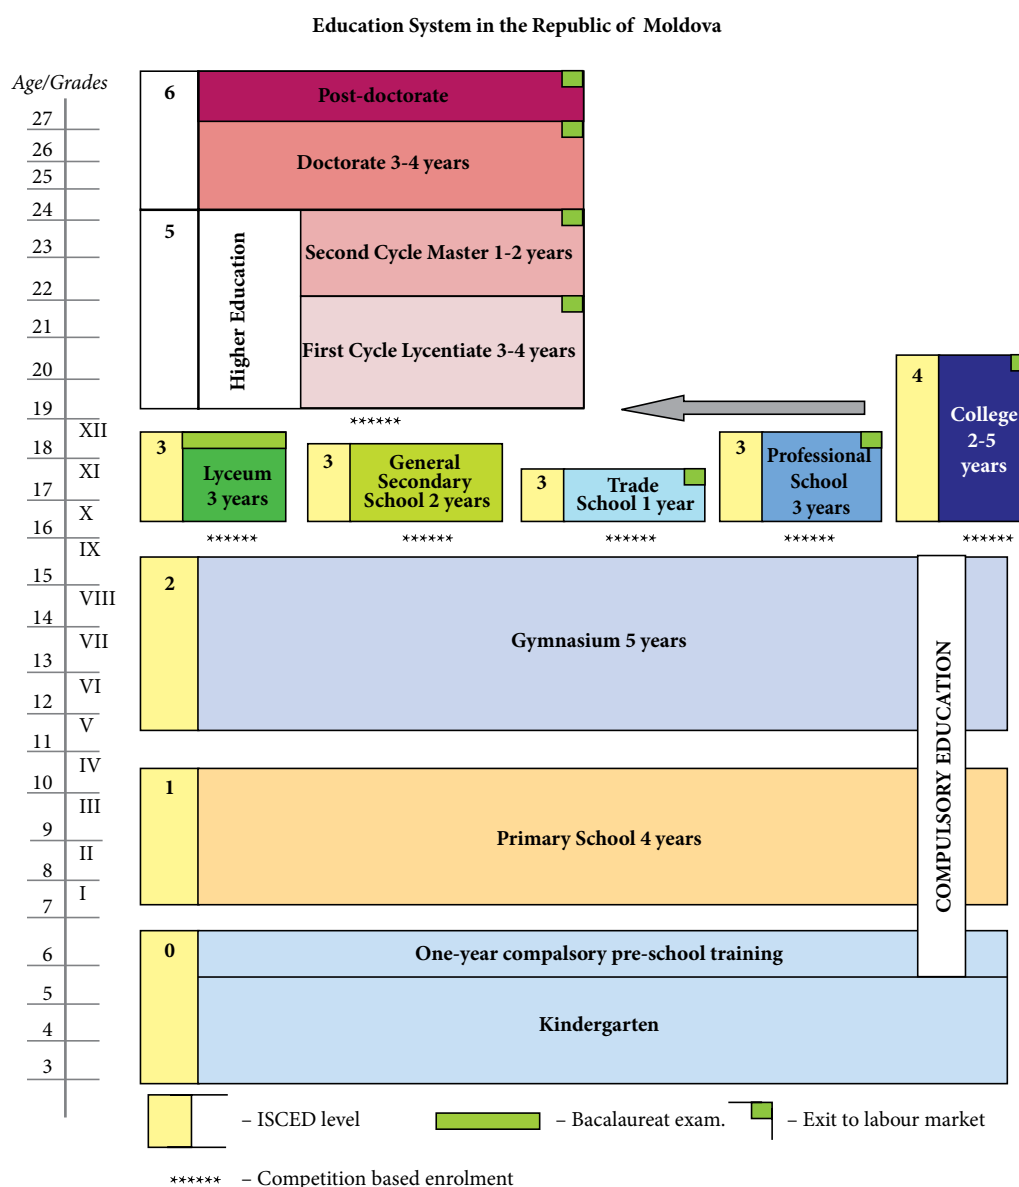 Education System in the Republic of Moldova
Age/Grades
27
26
25
24
23
22
21
20
19
XII
18
XI
17
X
16
IX
15
VIII
14
VII
13
VI
12
V
11
IV
10
III
9
II
8
I
7
6
5
4
3
6
Post-doctorate
Doctorate 3-4 years
5
Higher Education
Second Cycle Master 1-2 years
First Cycle Lycentiate 3-4 years
******
4
College
2-5
years
3
Lyceum
3 years
3
General
Secondary
School 2 years
3
Trade
School 1 year
3
Professional
School
3 years
******
******
******
******
******
2
Gymnasium 5 years
COMPULSORY EDUCATION
1
Primary School 4 years
0
One-year compalsory pre-school training
Kindergarten
– ISCED level
– Bacalaureat exam.
– Exit to labour market
****** – Competition based enrolment